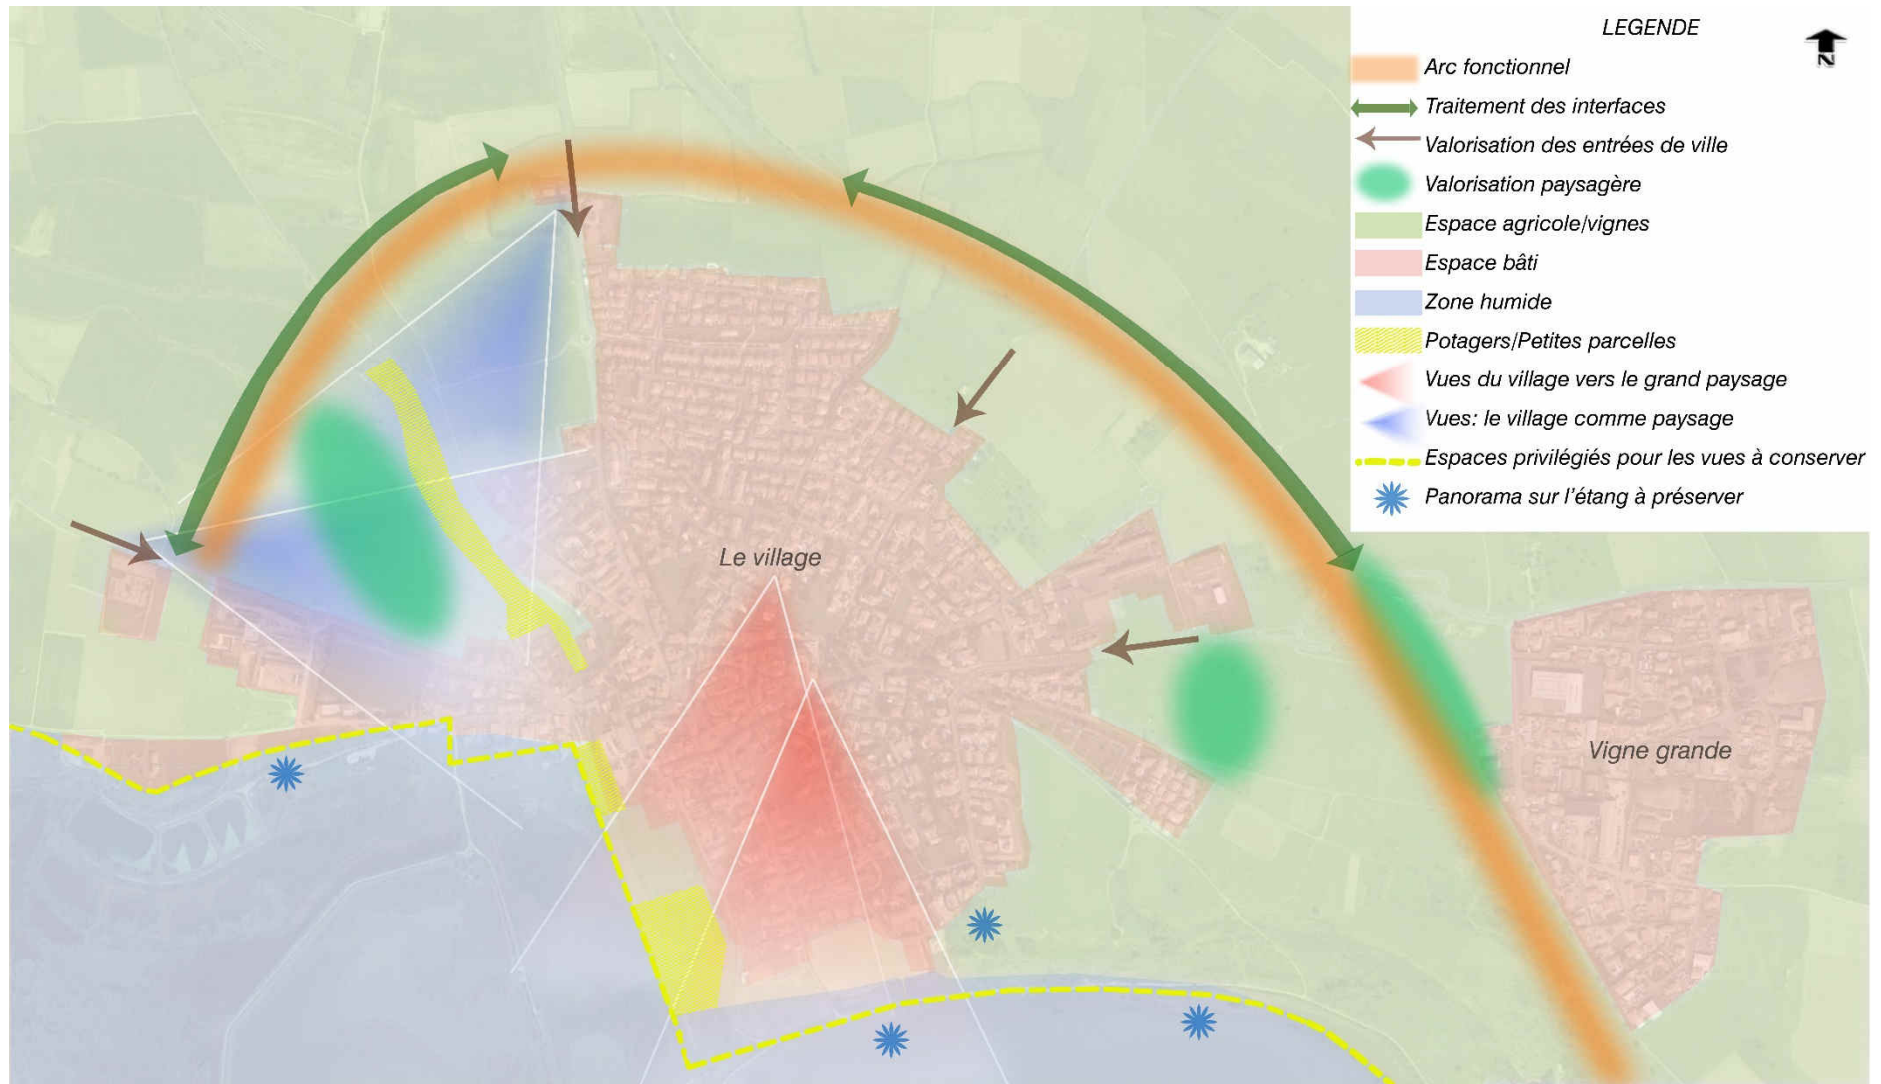 LEGENDE
N
Arc fonctionnel
Traitement des interfaces
Valorisation des entrées de ville
Valorisation paysagère
Espace agricole/vignes
Espace bâti
Zone humide
Potagers/Petites parcelles
Vues du village vers le grand paysage
Vues: le village comme paysage
Espaces privilégiés pour les vues à conserver
Panorama sur l'étang à préserver
Le village
Vigne grande